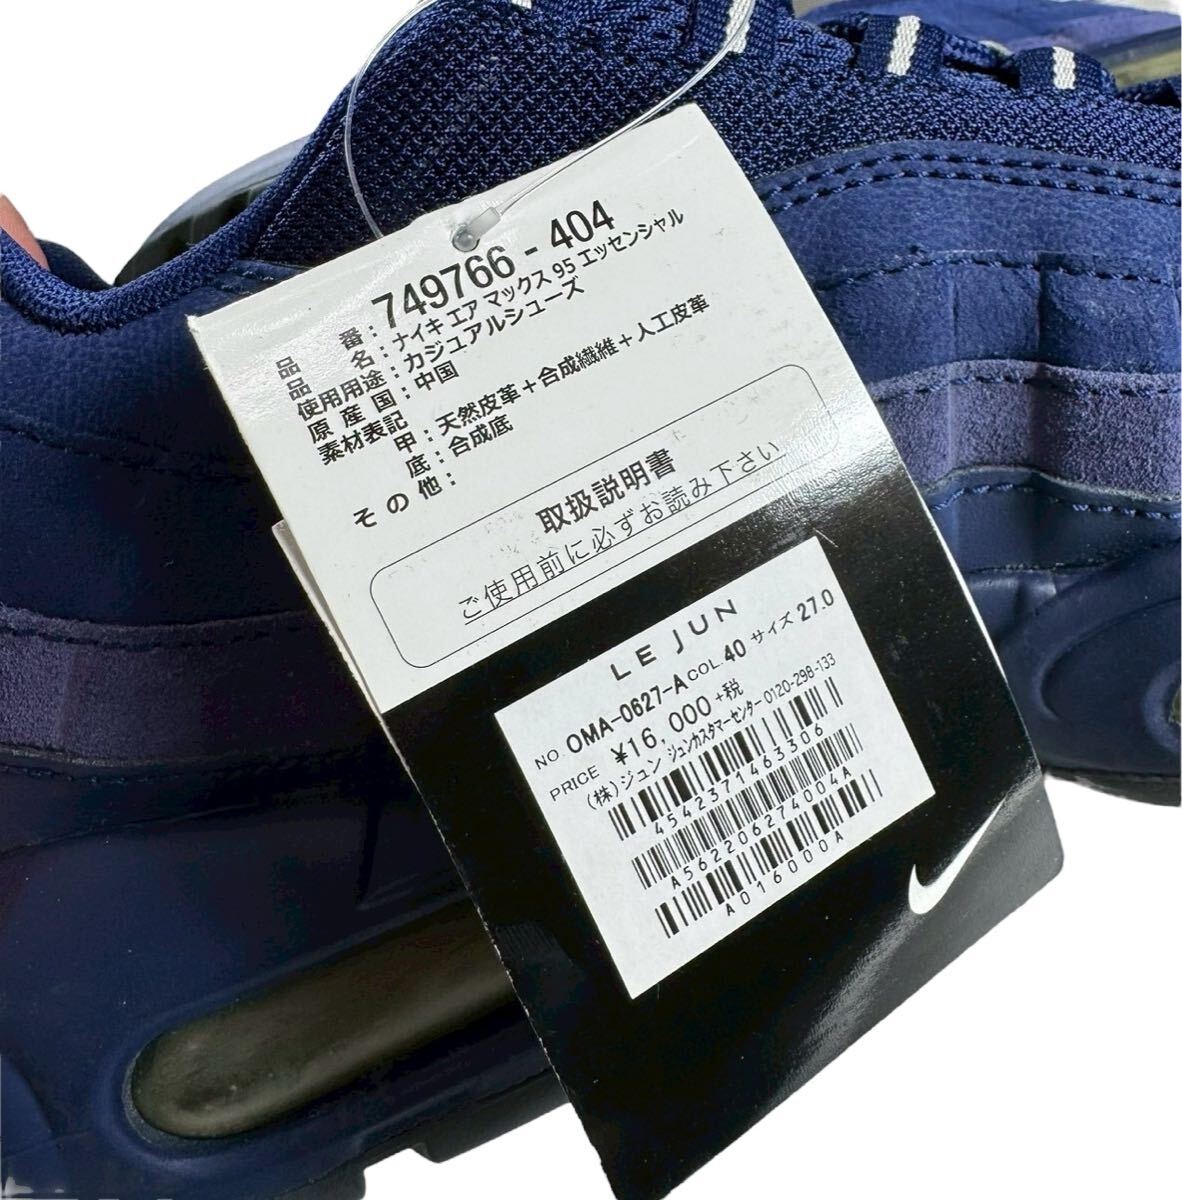 品 番:749766-404
品 名:ナイキ エア マックス 95 エッセンシャル
使用用途:カジュアルシューズ
原 産 国:中国
素材表記
甲:天然皮革+合成繊維+人工皮革
底:合成底
そ の 他:
取扱説明書
ご使用前に必ずお読み下さい
LE JUN
NO. OMA-0627-A COL. 40 サイズ 27.0
PRICE ¥16,000+税
(株)ジュン ジュンカスタマーセンター 0120-298-133
4542371463306
A562206274004A
A016000A